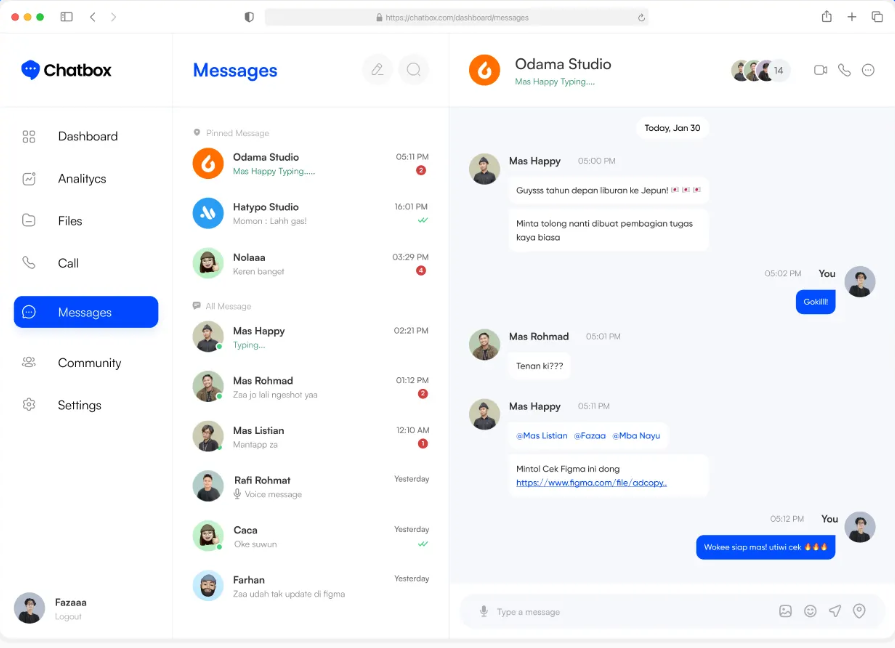 https://chatbox.com/dashboard/messages
Chatbox
Dashboard
Analitycs
Files
Call
Messages
Community
Settings
Fazaaa
Logout
Messages
Pinned Message
Odama Studio
05:11 PM
Mas Happy Typing.....
2
Hatypo Studio
16:01 PM
Momon : Lahh gas!
Nolaaa
03:29 PM
Keren banget
4
All Message
Mas Happy
02:21 PM
Typing...
Mas Rohmad
01:12 PM
Zaa jo lali ngeshot yaa
2
Mas Listian
12:10 AM
Mantapp za
1
Rafi Rohmat
Yesterday
Voice message
Caca
Yesterday
Oke suwun
Farhan
Yesterday
Zaa udah tak update di figma
Odama Studio
Mas Happy Typing....
14
Today, Jan 30
Mas Happy 05:00 PM
Guysss tahun depan liburan ke Jepun! 🇯🇵 🇯🇵 🇯🇵
Minta tolong nanti dibuat pembagian tugas
kaya biasa
05:02 PM You
Gokilll!
Mas Rohmad 05:01 PM
Tenan ki???
Mas Happy 05:11 PM
@Mas Listian @Fazaa @Mba Nayu
Mintol Cek Figma ini dong
https://www.figma.com/file/adcopy..
05:12 PM You
Wokee siap mas! utiwi cek 🔥🔥🔥
Type a message